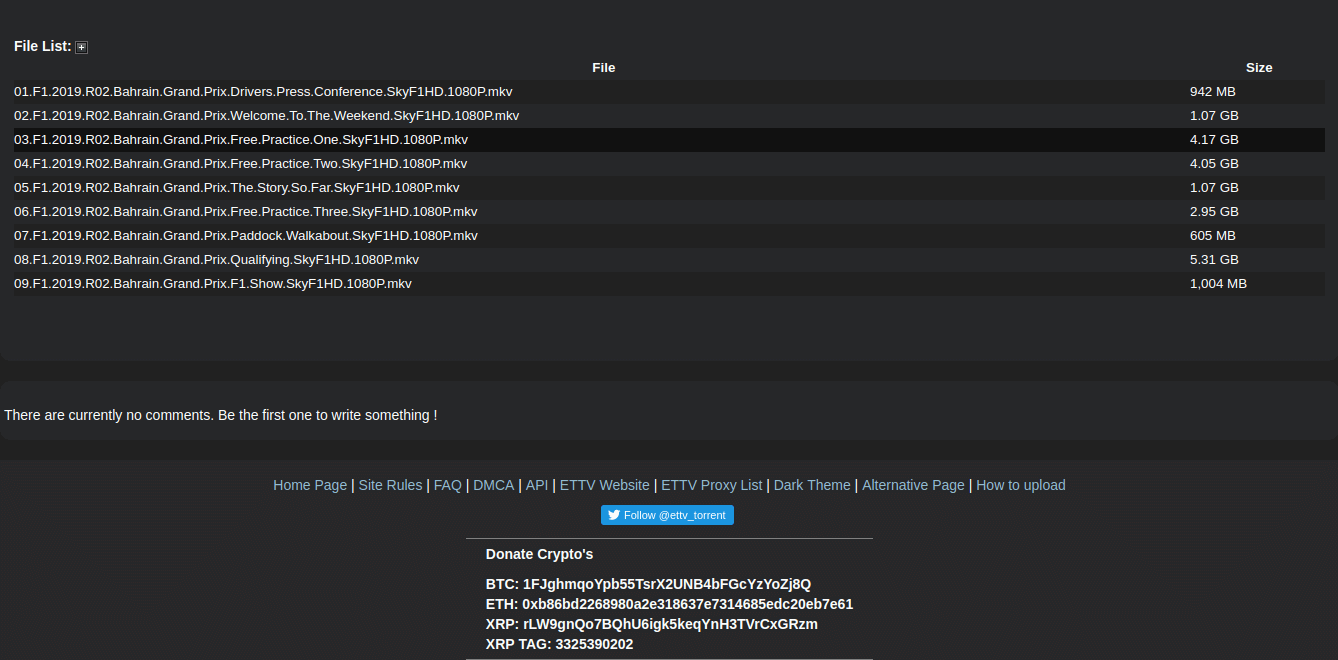 File List:
File Size
01.F1.2019.R02.Bahrain.Grand.Prix.Drivers.Press.Conference.SkyF1HD.1080P.mkv 942 MB
02.F1.2019.R02.Bahrain.Grand.Prix.Welcome.To.The.Weekend.SkyF1HD.1080P.mkv 1.07 GB
03.F1.2019.R02.Bahrain.Grand.Prix.Free.Practice.One.SkyF1HD.1080P.mkv 4.17 GB
04.F1.2019.R02.Bahrain.Grand.Prix.Free.Practice.Two.SkyF1HD.1080P.mkv 4.05 GB
05.F1.2019.R02.Bahrain.Grand.Prix.The.Story.So.Far.SkyF1HD.1080P.mkv 1.07 GB
06.F1.2019.R02.Bahrain.Grand.Prix.Free.Practice.Three.SkyF1HD.1080P.mkv 2.95 GB
07.F1.2019.R02.Bahrain.Grand.Prix.Paddock.Walkabout.SkyF1HD.1080P.mkv 605 MB
08.F1.2019.R02.Bahrain.Grand.Prix.Qualifying.SkyF1HD.1080P.mkv 5.31 GB
09.F1.2019.R02.Bahrain.Grand.Prix.F1.Show.SkyF1HD.1080P.mkv 1,004 MB
There are currently no comments. Be the first one to write something !
Home Page | Site Rules | FAQ | DMCA | API | ETTV Website | ETTV Proxy List | Dark Theme | Alternative Page | How to upload
Follow @ettv_torrent
Donate Crypto's
BTC: 1FJghmqoYpb55TsrX2UNB4bFGcYzYoZj8Q
ETH: 0xb86bd2268980a2e318637e7314685edc20eb7e61
XRP: rLW9gnQo7BQhU6igk5keqYnH3TVrCxGRzm
XRP TAG: 3325390202